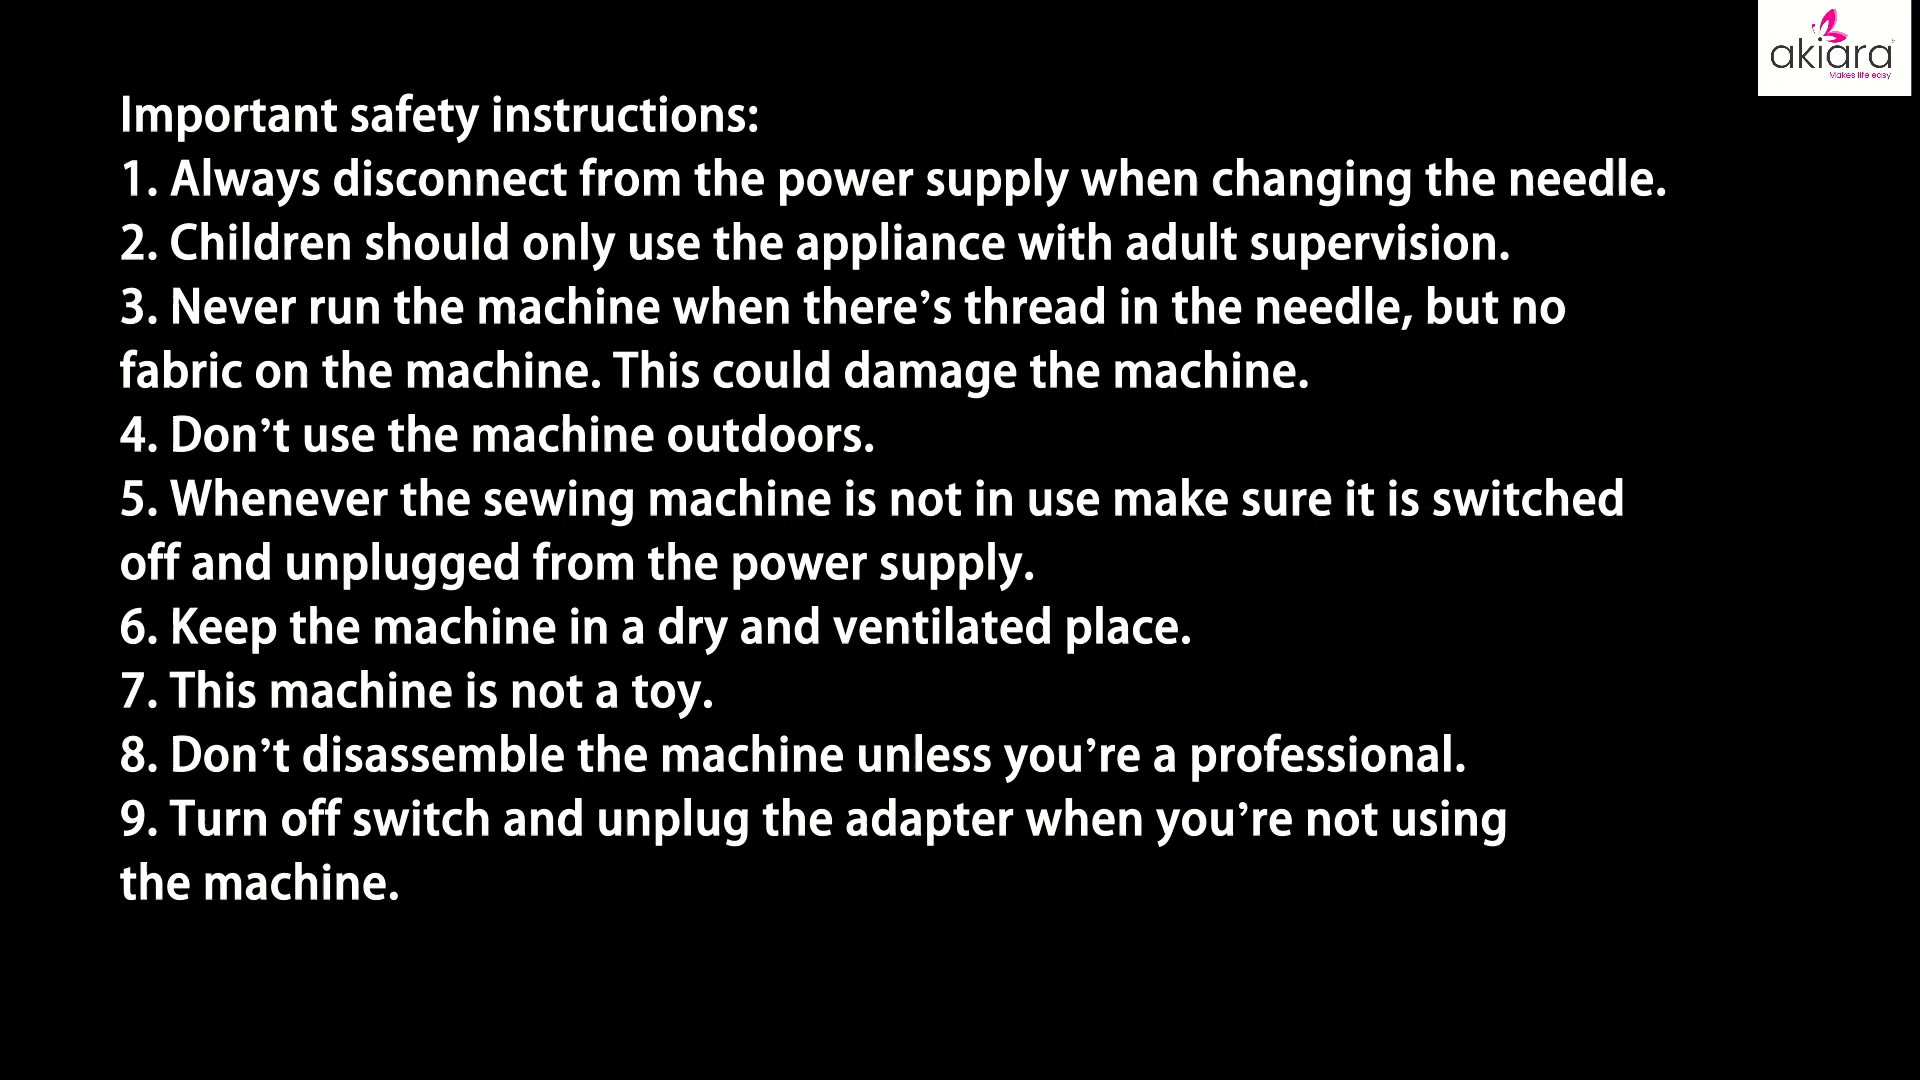 akiara
Makes life easy
Important safety instructions:
1. Always disconnect from the power supply when changing the needle.
2. Children should only use the appliance with adult supervision.
3. Never run the machine when there’s thread in the needle, but no
fabric on the machine. This could damage the machine.
4. Don’t use the machine outdoors.
5. Whenever the sewing machine is not in use make sure it is switched
off and unplugged from the power supply.
6. Keep the machine in a dry and ventilated place.
7. This machine is not a toy.
8. Don’t disassemble the machine unless you’re a professional.
9. Turn off switch and unplug the adapter when you’re not using
the machine.